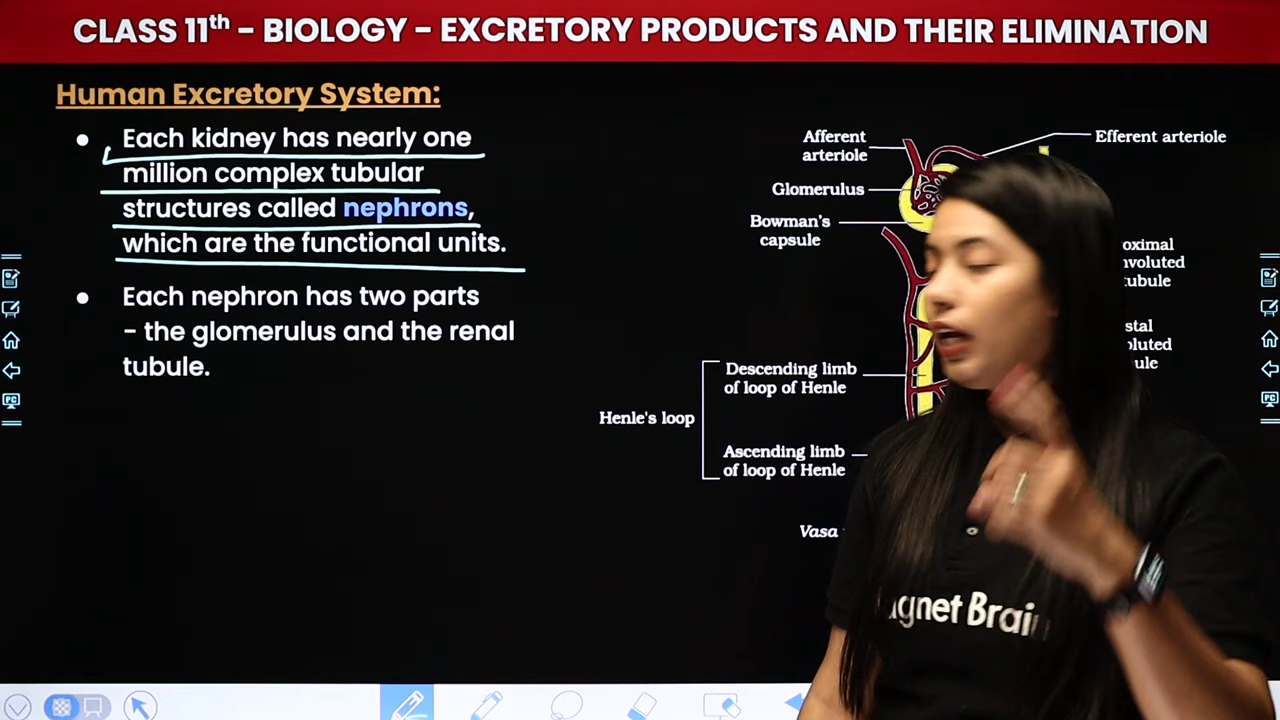 CLASS 11th - BIOLOGY - EXCRETORY PRODUCTS AND THEIR ELIMINATION
Human Excretory System:
• Each kidney has nearly one
million complex tubular
structures called nephrons,
which are the functional units.
• Each nephron has two parts
- the glomerulus and the renal
tubule.
Afferent
arteriole
Efferent arteriole
Glomerulus
Bowman's
capsule
Descending limb
of loop of Henle
Henle's loop
Ascending limb
of loop of Henle
Vasa
PC
PC